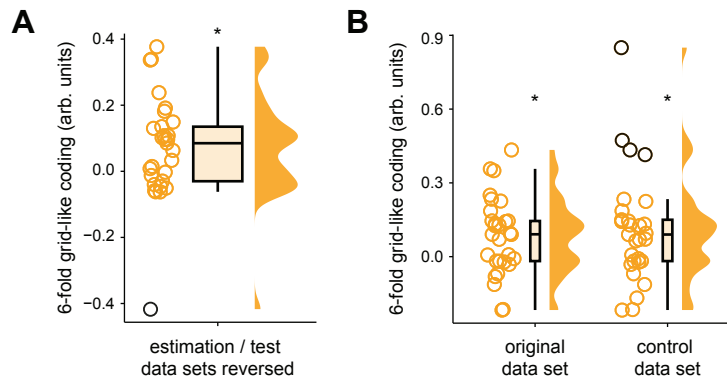 A
6-fold grid-like coding (arb. units)
0.4
0.2
0.0
−0.2
−0.4
*
estimation / test
data sets reversed
B
6-fold grid-like coding (arb. units)
0.9
0.6
0.3
0.0
*
*
original
data set
control
data set